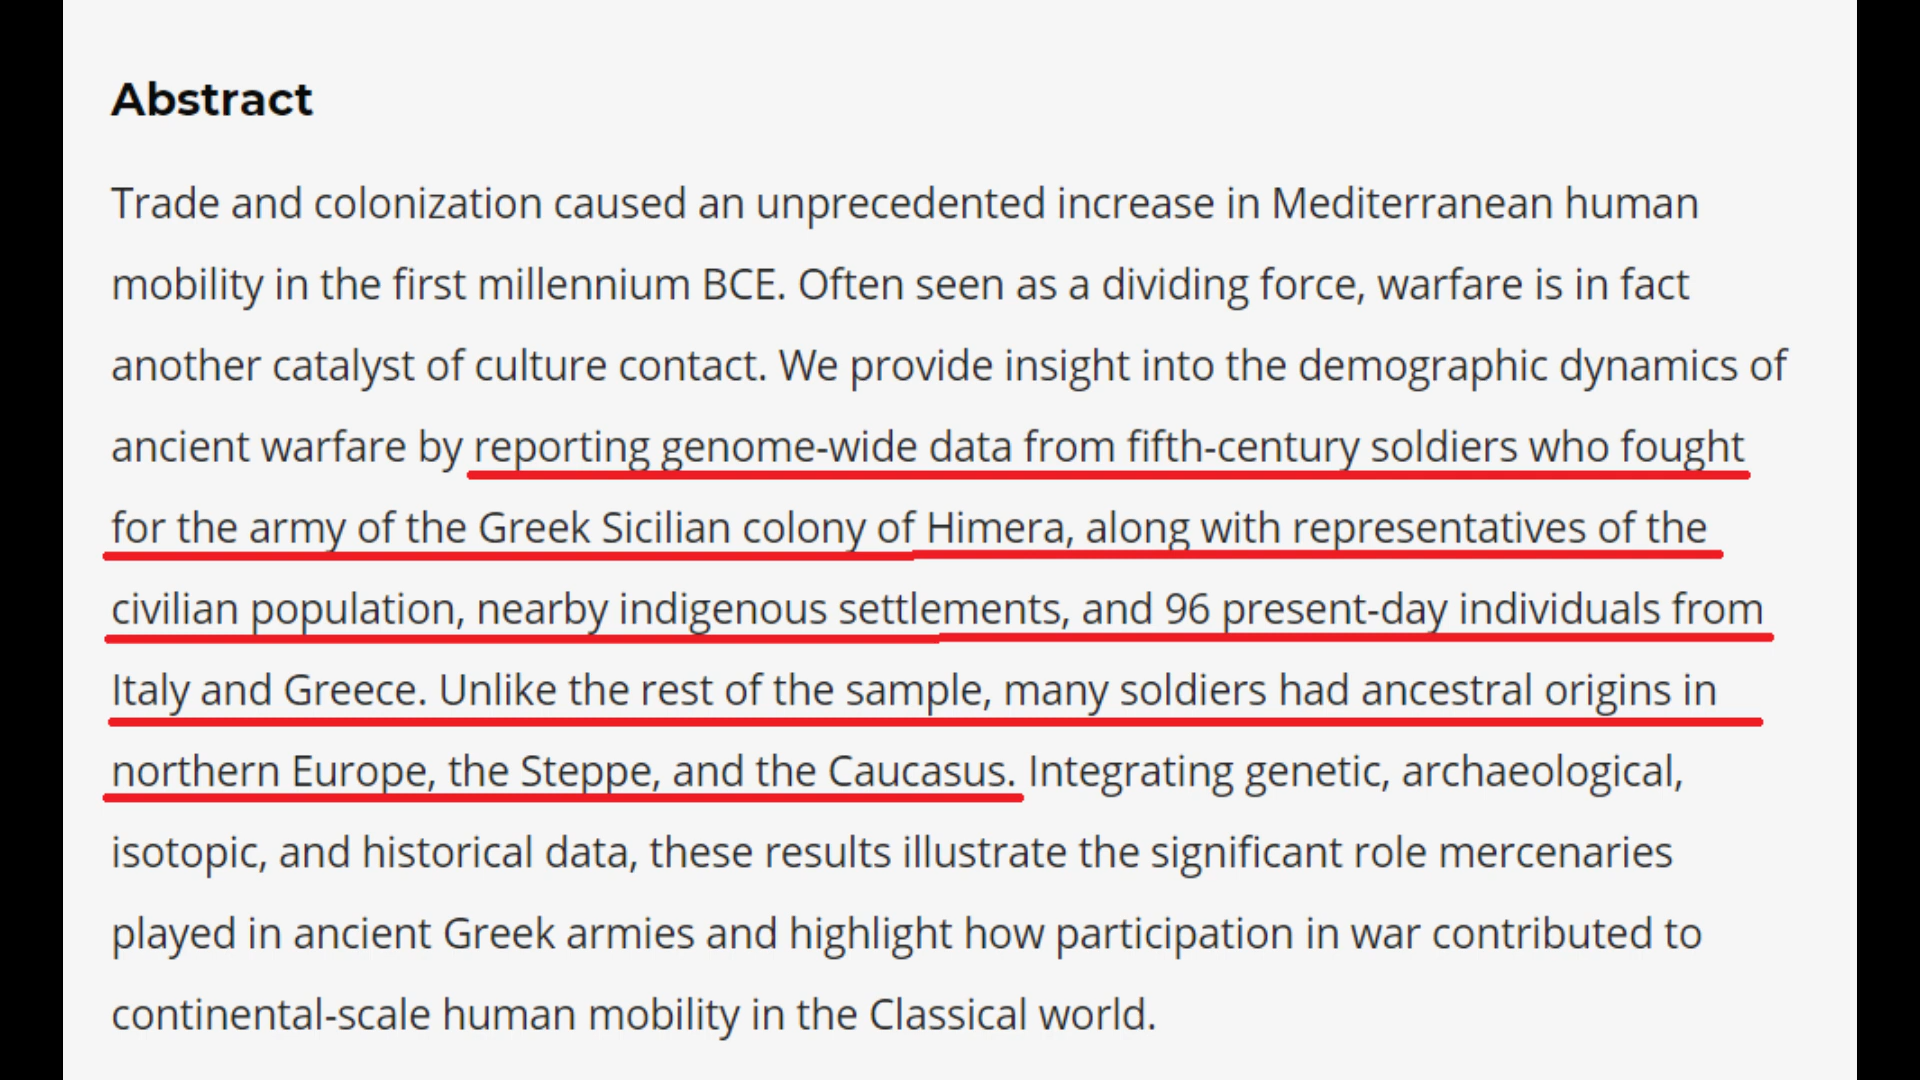 Abstract
Trade and colonization caused an unprecedented increase in Mediterranean human
mobility in the first millennium BCE. Often seen as a dividing force, warfare is in fact
another catalyst of culture contact. We provide insight into the demographic dynamics of
ancient warfare by reporting genome-wide data from fifth-century soldiers who fought
for the army of the Greek Sicilian colony of Himera, along with representatives of the
civilian population, nearby indigenous settlements, and 96 present-day individuals from
Italy and Greece. Unlike the rest of the sample, many soldiers had ancestral origins in
northern Europe, the Steppe, and the Caucasus. Integrating genetic, archaeological,
isotopic, and historical data, these results illustrate the significant role mercenaries
played in ancient Greek armies and highlight how participation in war contributed to
continental-scale human mobility in the Classical world.